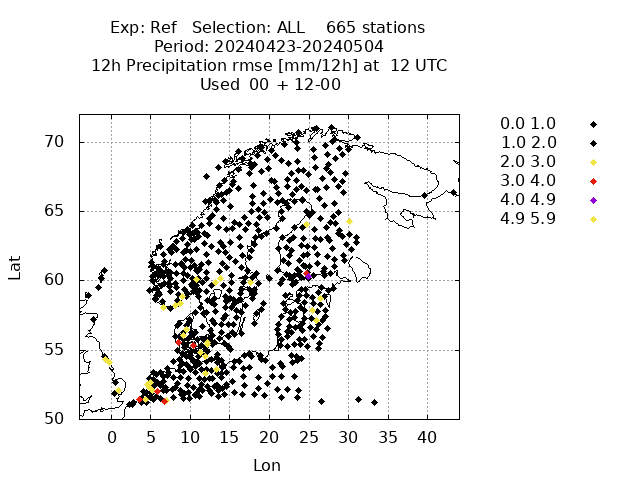 Exp: Ref   Selection: ALL    665 stations
Period: 20240423-20240504
12h Precipitation rmse [mm/12h] at  12 UTC
Used  00 + 12-00
0.0 1.0
1.0 2.0
2.0 3.0
3.0 4.0
4.0 4.9
4.9 5.9
70
65
60
55
50
Lat
0 5 10 15 20 25 30 35 40
Lon